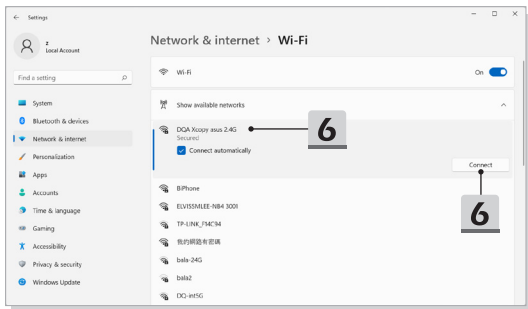 Settings
z
Local Account
Find a setting
System
Bluetooth & devices
Network & internet
Personalization
Apps
Accounts
Time & language
Gaming
Accessibility
Privacy & security
Windows Update
Network & internet > Wi-Fi
Wi-Fi
On
Show available networks
DQA Xcopy asus 2.4G
6
Secured
Connect automatically
Connect
6
BiPhone
ELVISSMLEE-NB4 3001
TP-LINK_F14C94
我的網路有密碼
bala-24G
bala2
DQ-int5G